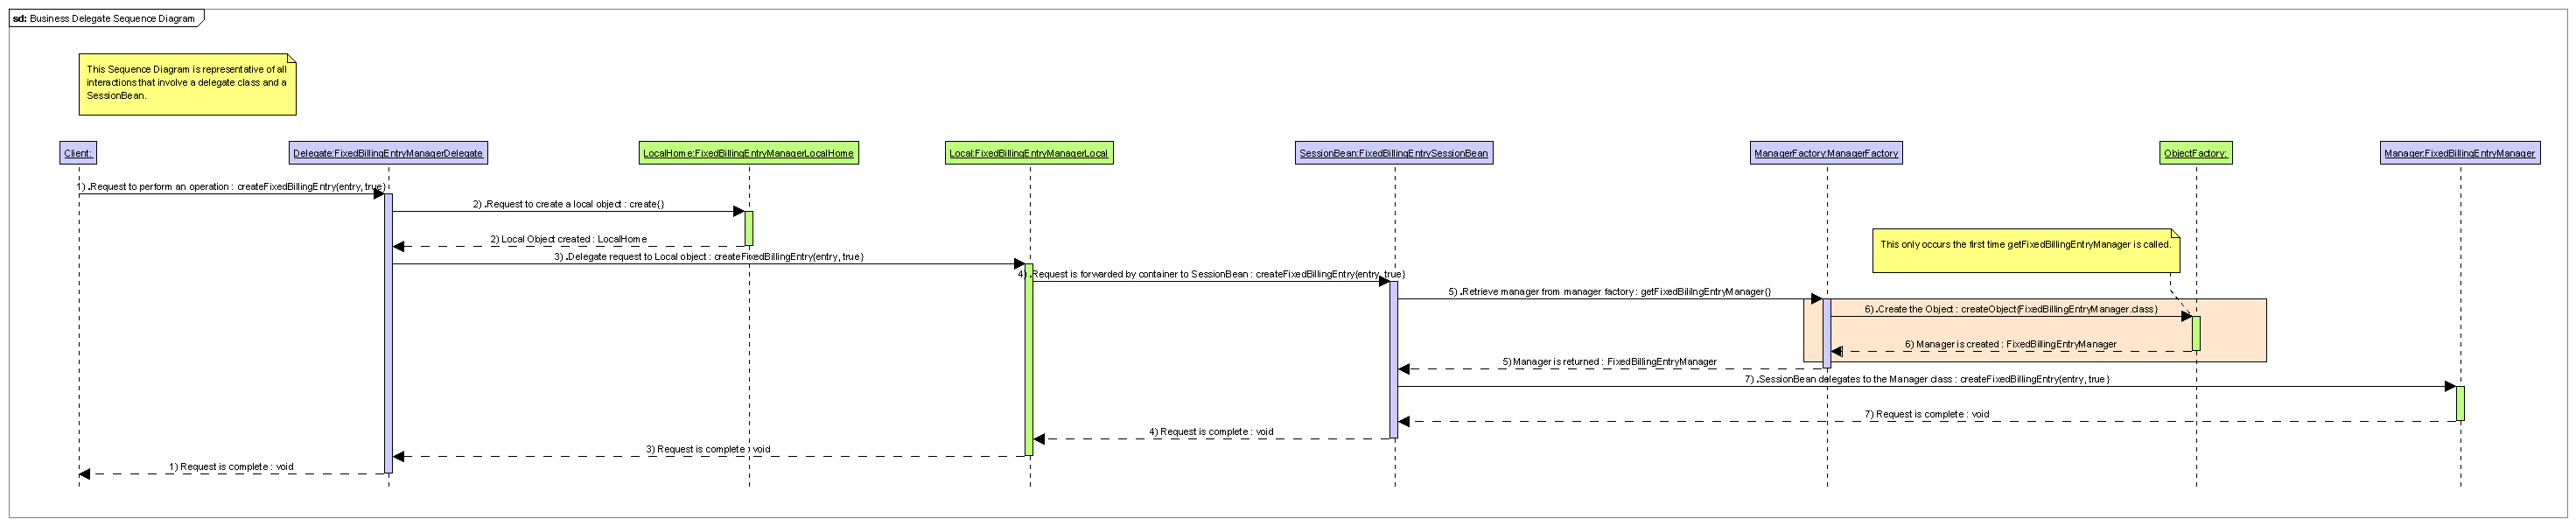 sd: Business Delegate Sequence Diagram
This Sequence Diagram is representative of all
interactions that involve a delegate class and a
SessionBean.
Client:
Delegate:FixedBillingEntryManagerDelegate
LocalHome:FixedBillingEntryManagerLocalHome
Local:FixedBillingEntryManagerLocal
SessionBean:FixedBillingEntrySessionBean
ManagerFactory:ManagerFactory
ObjectFactory:
Manager:FixedBillingEntryManager
1) .Request to perform an operation : createFixedBillingEntry{entry, true}
2) .Request to create a local object : create{}
2) Local Object created : LocalHome
This only occurs the first time getFixedBillingEntryManager is called.
3) .Delegate request to Local object : createFixedBillingEntry{entry, true}
4) .Request is forwarded by container to SessionBean : createFixedBillingEntry{entry, true}
5) .Retrieve manager from manager factory : getFixedBililngEntryManager{}
6) .Create the Object : createObject{FixedBillingEntryManager.class}
6) Manager is created : FixedBillingEntryManager
5) Manager is returned : FixedBillingEntryManager
7) .SessionBean delegates to the Manager class : createFixedBillingEntry{entry, true}
7) Request is complete : void
4) Request is complete : void
3) Request is complete : void
1) Request is complete : void